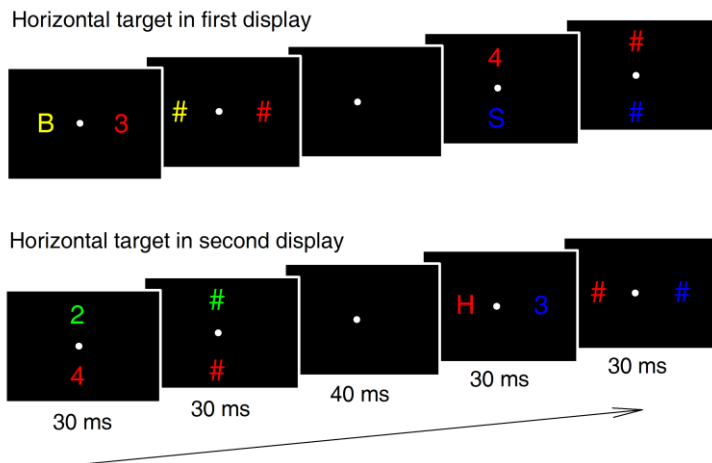 Horizontal target in first display
B 3
# #
4
S
#
#
Horizontal target in second display
2
4
#
#
H 3
# #
30 ms
30 ms
40 ms
30 ms
30 ms